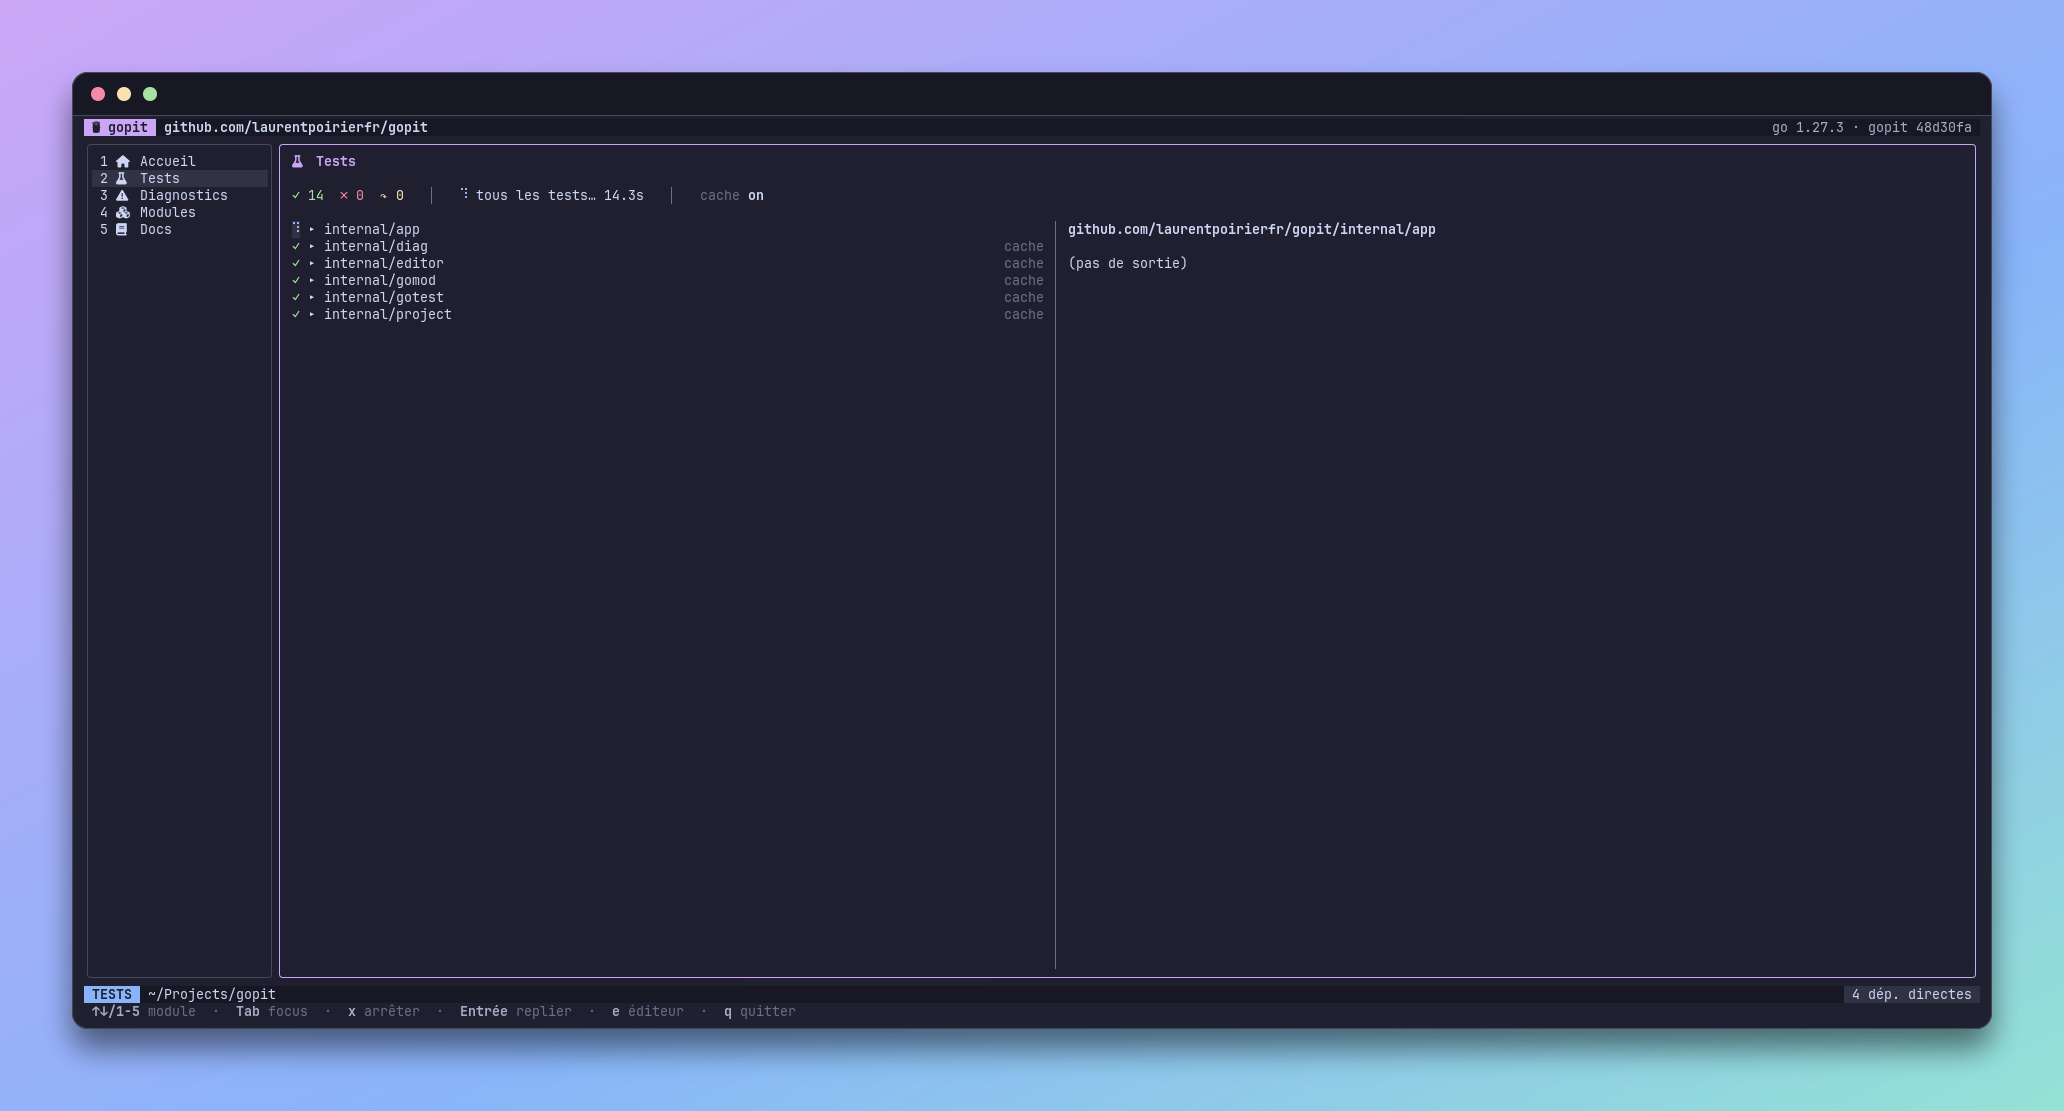 gopit github.com/laurentpoirierfr/gopit go 1.27.3 · gopit 48d30fa
1 Accueil
2 Tests
3 Diagnostics
4 Modules
5 Docs
Tests
✓ 14 ✕ 0 ↷ 0 │ tous les tests… 14.3s │ cache on
▸ internal/app
✓ ▸ internal/diag cache
✓ ▸ internal/editor cache
✓ ▸ internal/gomod cache
✓ ▸ internal/gotest cache
✓ ▸ internal/project cache
github.com/laurentpoirierfr/gopit/internal/app
(pas de sortie)
TESTS ~/Projects/gopit 4 dép. directes
↑↓/1-5 module · Tab focus · x arrêter · Entrée replier · e éditeur · q quitter